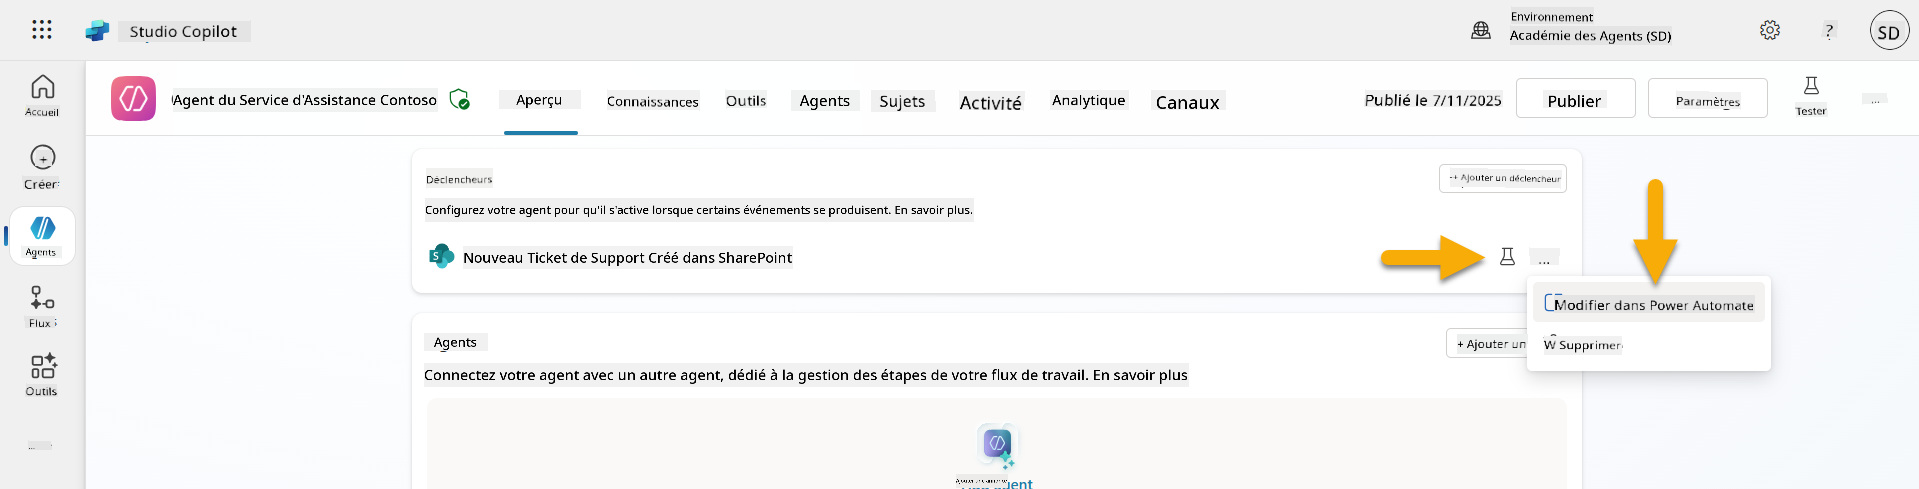 Studio Copilot
Environnement
Académie des Agents (SD)
?
SD
Accueil
Créer
Agents
Flux
Outils
...
Agent du Service d'Assistance Contoso
Aperçu
Connaissances
Outils
Agents
Sujets
Activité
Analytique
Canaux
Publié le 7/11/2025
Publier
Paramètres
Tester
...
Déclencheurs
+ Ajouter un déclencheur
Configurez votre agent pour qu'il s'active lorsque certains événements se produisent. En savoir plus.
S
Nouveau Ticket de Support Créé dans SharePoint
...
Modifier dans Power Automate
W Supprimer
Agents
+ Ajouter un
Connectez votre agent avec un autre agent, dédié à la gestion des étapes de votre flux de travail. En savoir plus